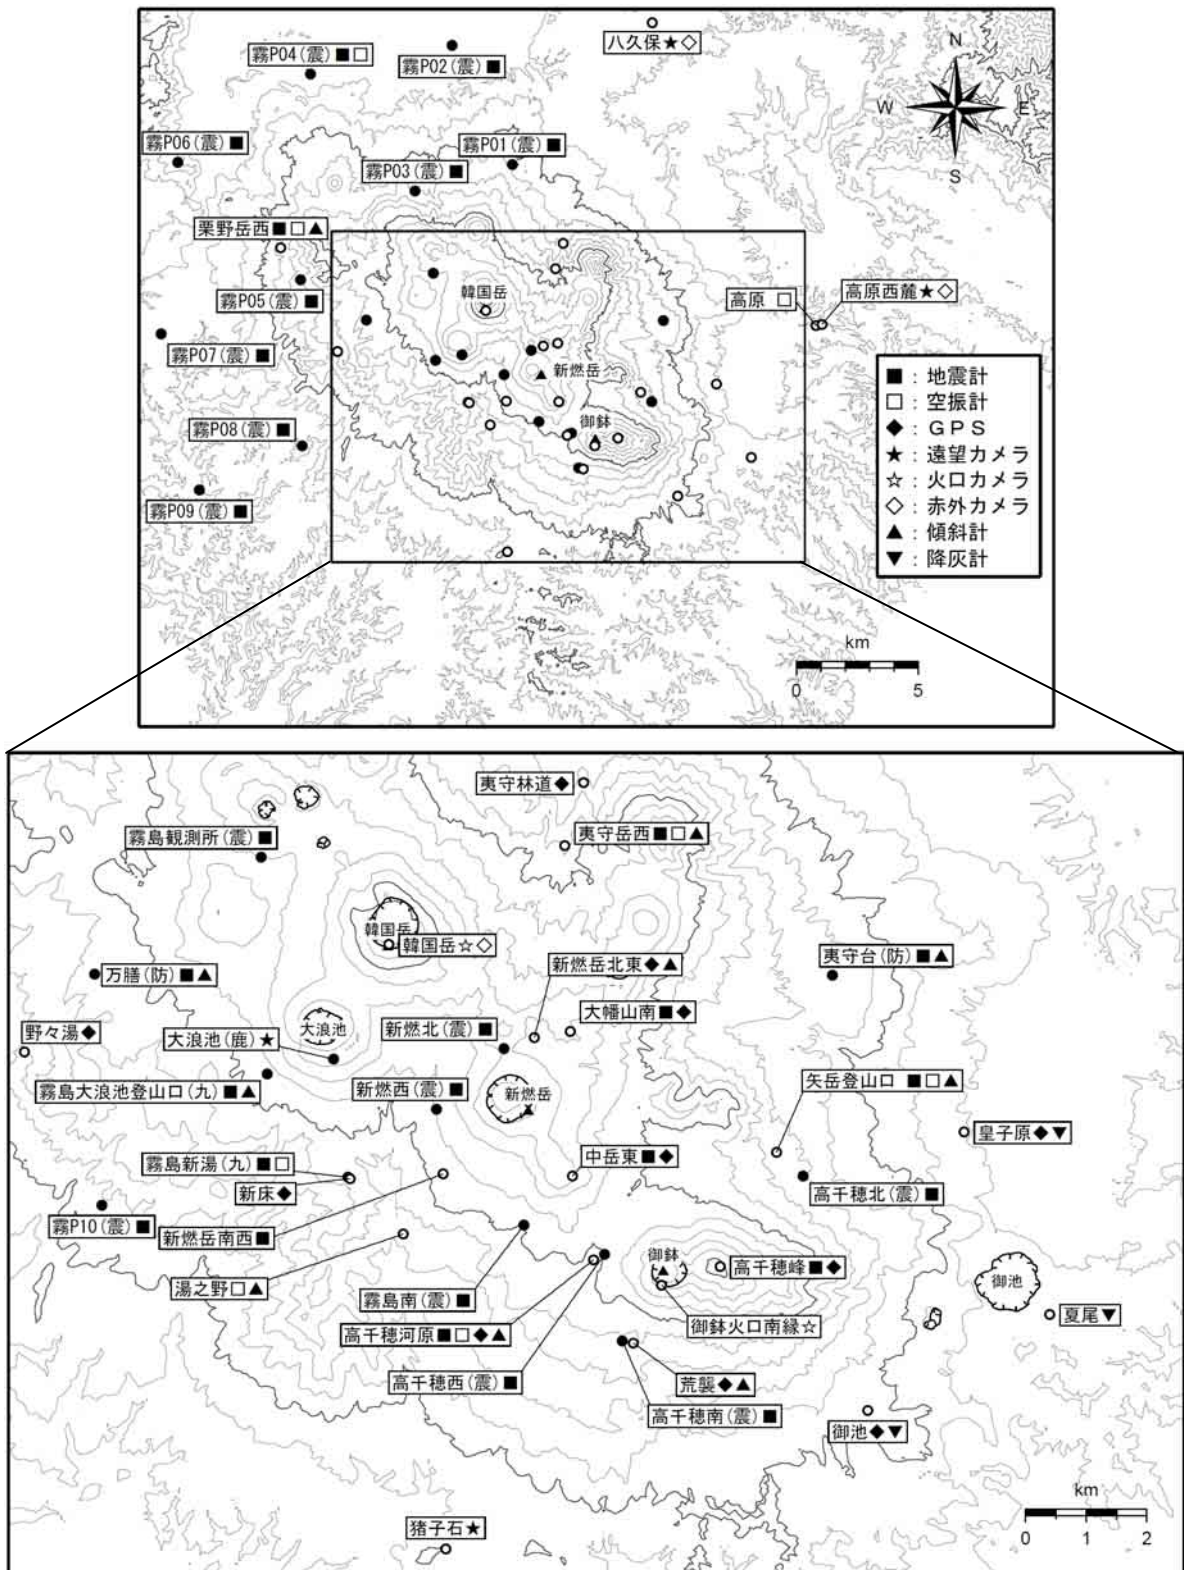 八久保★◇
霧P04(震)■□
霧P02(震)■
N
W
E
S
霧P06(震)■
霧P01(震)■
霧P03(震)■
栗野岳西■□▲
韓国岳
霧P05(震)■
高原□
高原西麓★◇
霧P07(震)■
新燃岳
御鉢
霧P08(震)■
霧P09(震)■
■：地震計
□：空振計
◆：GPS
★：遠望カメラ
☆：火口カメラ
◇：赤外カメラ
▲：傾斜計
▼：降灰計
km
0 5
夷守林道◆
夷守岳西■□▲
霧島観測所(震)■
韓国岳
韓国岳☆◇
新燃岳北東◆▲
夷守台(防)■▲
万膳(防)■▲
大幡山南■◆
大浪池
新燃北(震)■
野々湯◆
大浪池(鹿)★
矢岳登山口 ■□▲
霧島大浪池登山口(九)■▲
新燃西(震)■
新燃岳
皇子原◆▼
霧島新湯(九)■□
中岳東■◆
新床◆
高千穂北(震)■
霧P10(震)■
新燃岳南西■
御鉢
高千穂峰■◆
御池
湯之野□▲
霧島南(震)■
夏尾▼
高千穂河原■□◆▲
御鉢火口南縁☆
高千穂西(震)■
荒襲◆▲
高千穂南(震)■
御池◆▼
km
0 1 2
猪子石★